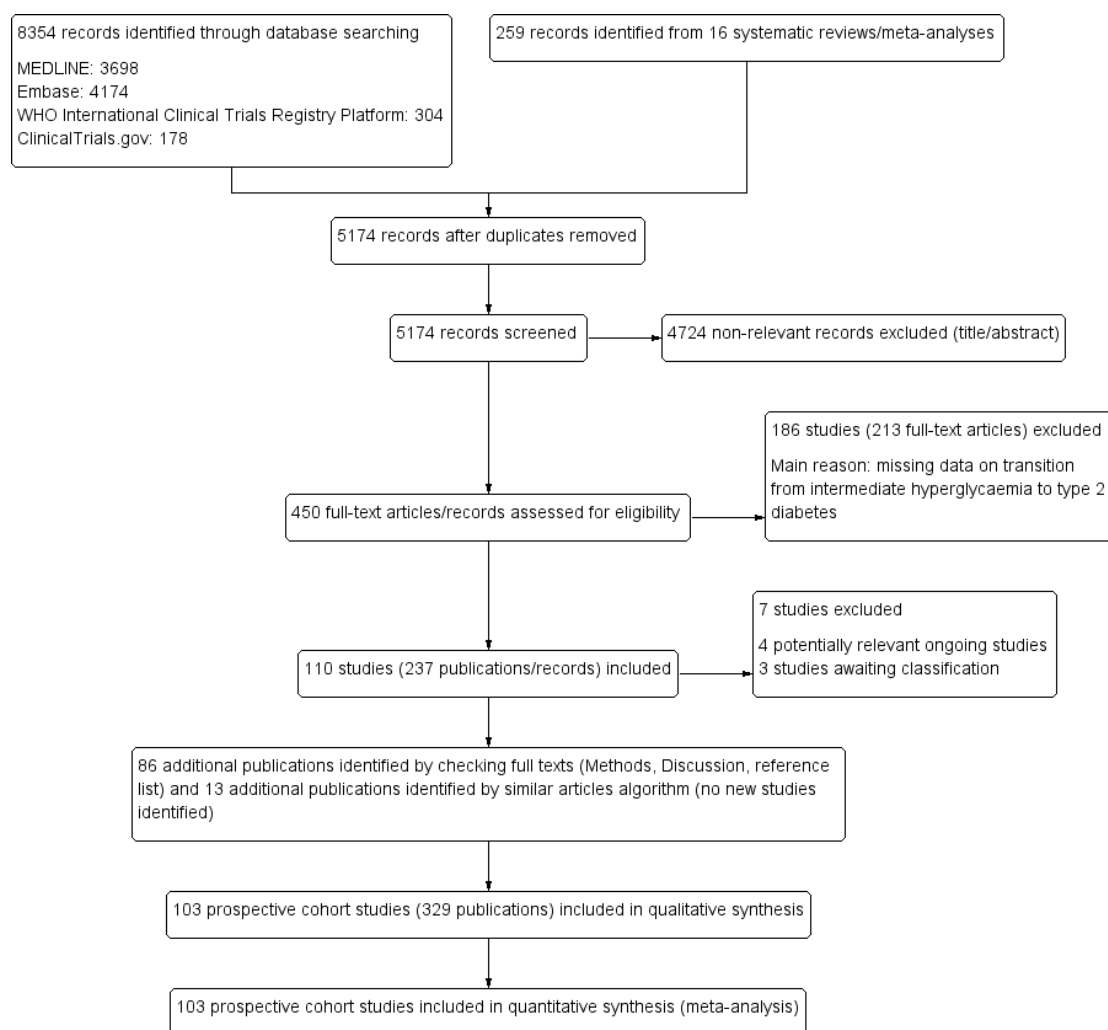 8354 records identified through database searching
MEDLINE: 3698
Embase: 4174
WHO International Clinical Trials Registry Platform: 304
ClinicalTrials.gov: 178
259 records identified from 16 systematic reviews/meta-analyses
5174 records after duplicates removed
5174 records screened
4724 non-relevant records excluded (title/abstract)
186 studies (213 full-text articles) excluded
Main reason: missing data on transition
from intermediate hyperglycaemia to type 2
diabetes
450 full-text articles/records assessed for eligibility
7 studies excluded
4 potentially relevant ongoing studies
3 studies awaiting classification
110 studies (237 publications/records) included
86 additional publications identified by checking full texts (Methods, Discussion, reference
list) and 13 additional publications identified by similar articles algorithm (no new studies
identified)
103 prospective cohort studies (329 publications) included in qualitative synthesis
103 prospective cohort studies included in quantitative synthesis (meta-analysis)